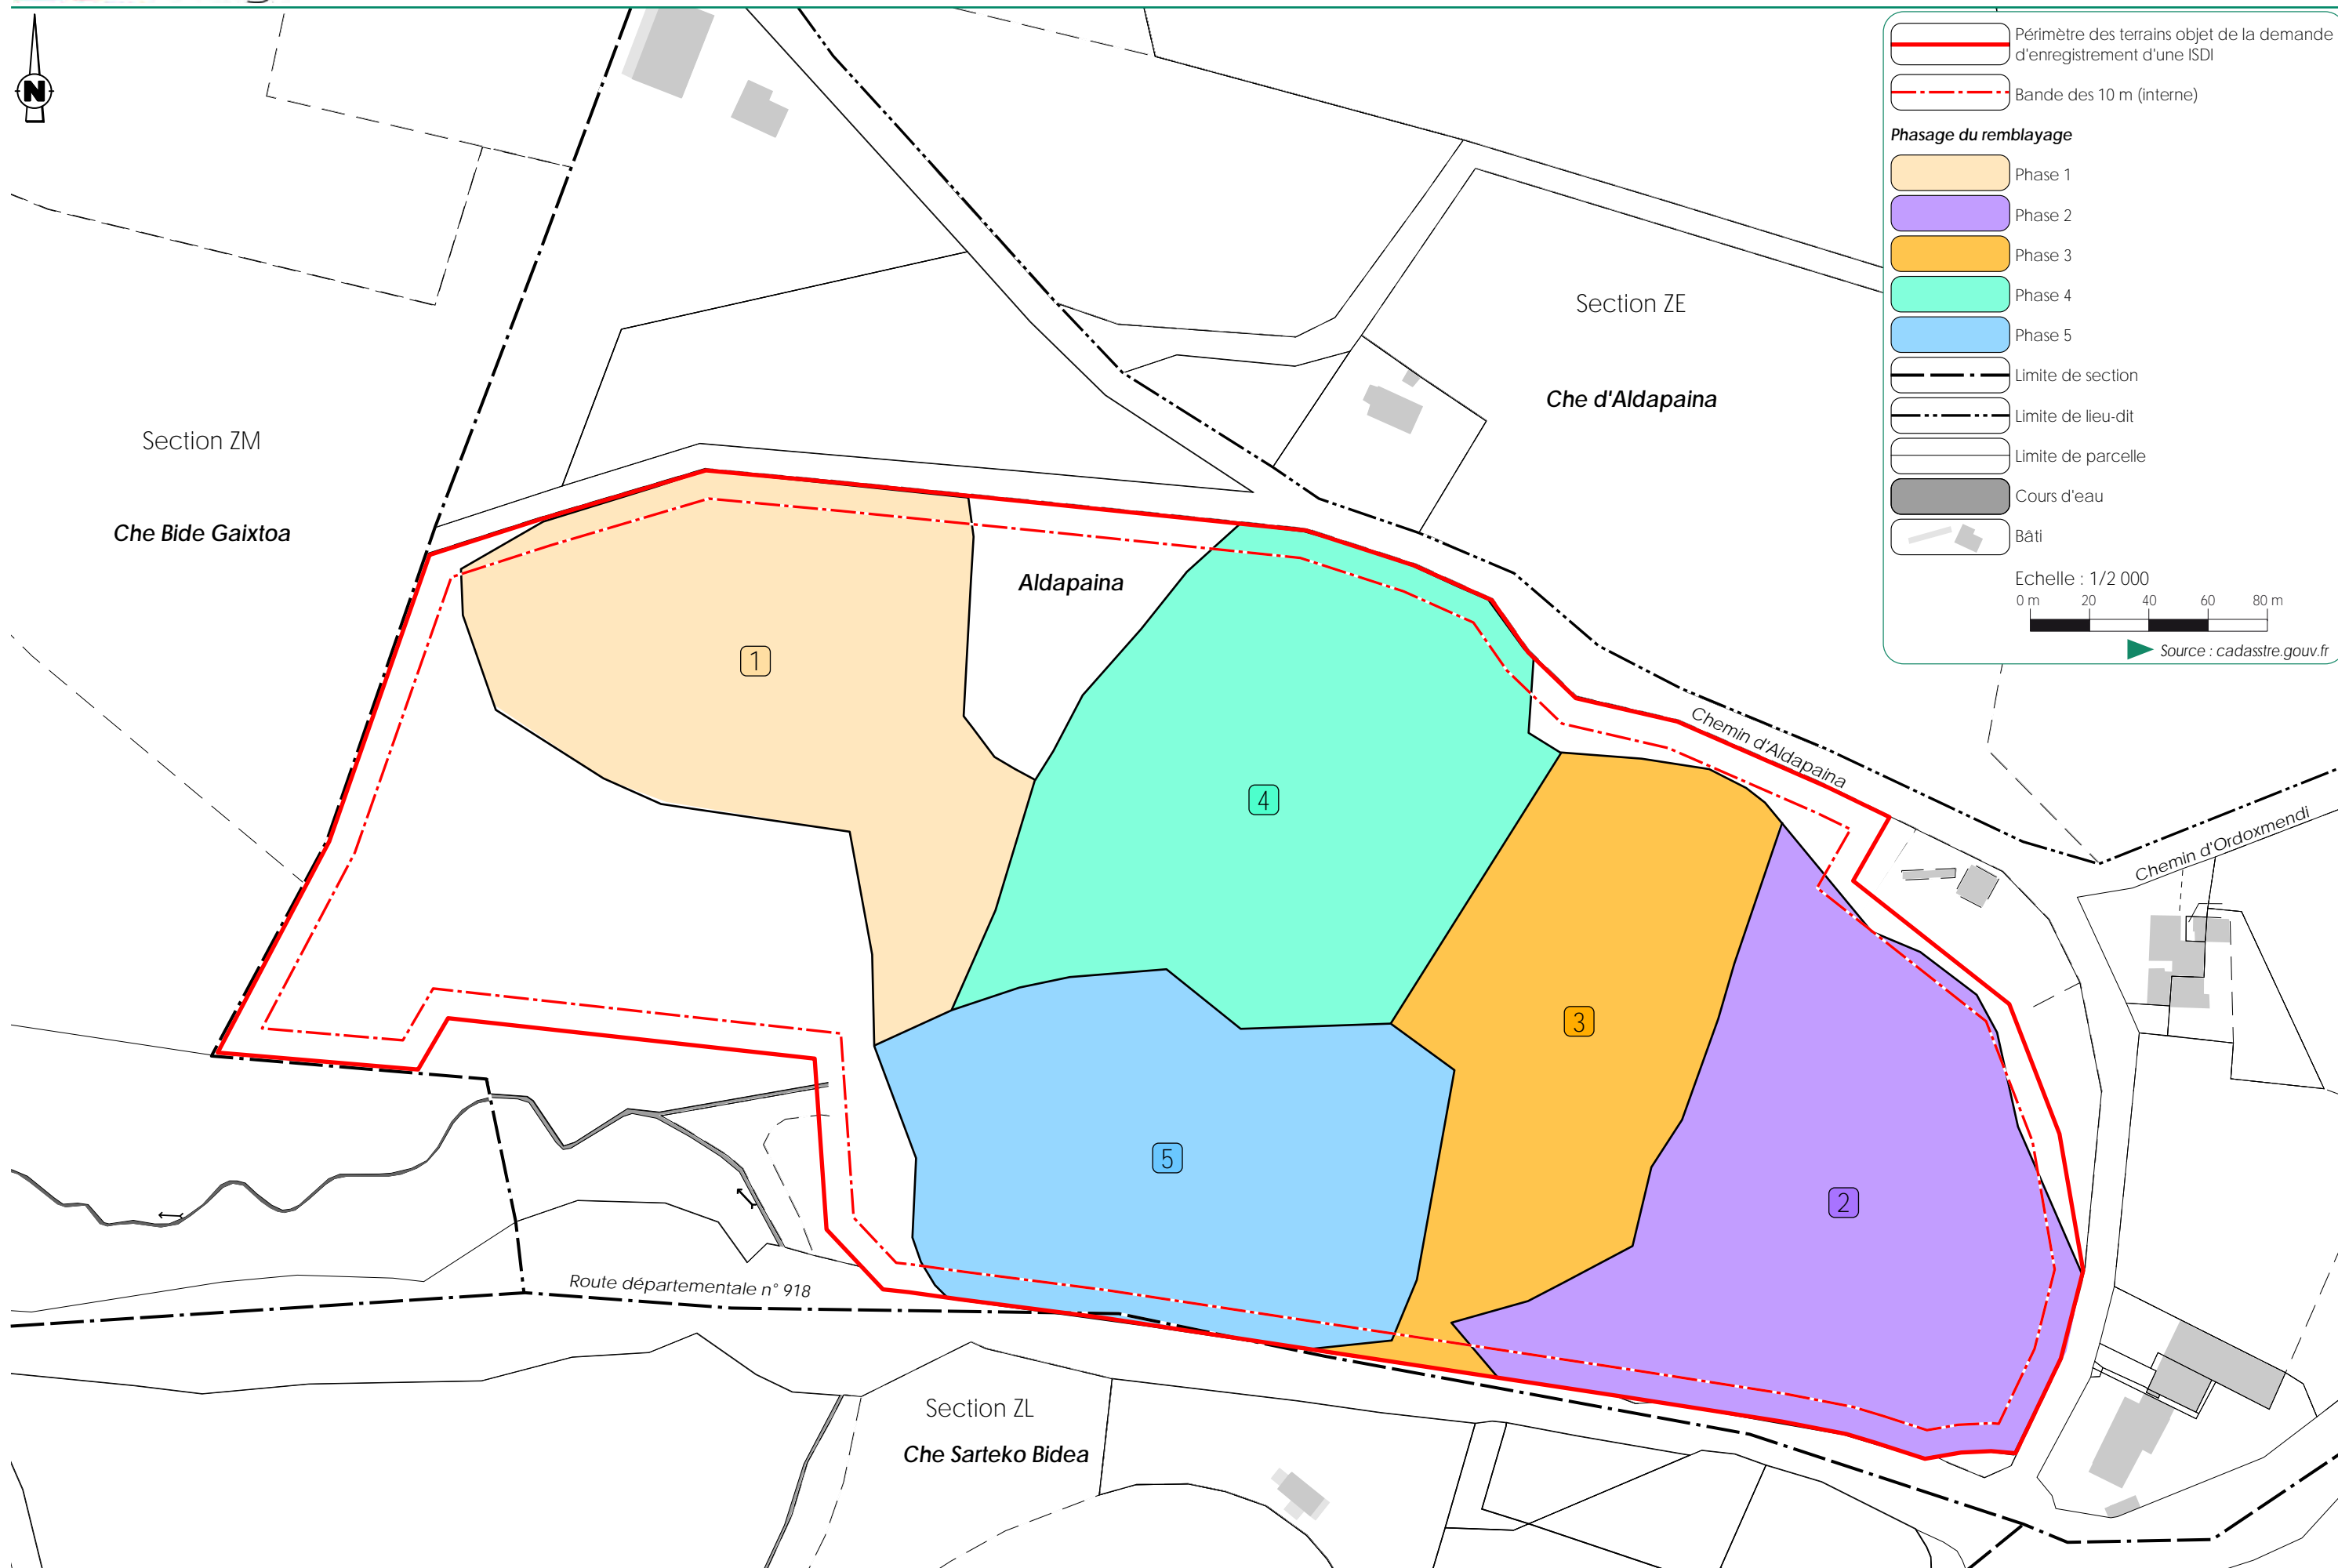 N
Périmètre des terrains objet de la demande
d'enregistrement d'une ISDI
Bande des 10 m (interne)
Phasage du remblayage
Phase 1
Phase 2
Phase 3
Phase 4
Phase 5
Limite de section
Limite de lieu-dit
Limite de parcelle
Cours d'eau
Bâti
Echelle : 1/2 000
0 m 20 40 60 80 m
Source : cadasstre.gouv.fr
Section ZE
Che d'Aldapaina
Section ZM
Che Bide Gaixtoa
Aldapaina
1
4
3
5
2
Chemin d'Aldapaina
Chemin d'Ordoxmendi
Route départementale n° 918
Section ZL
Che Sarteko Bidea